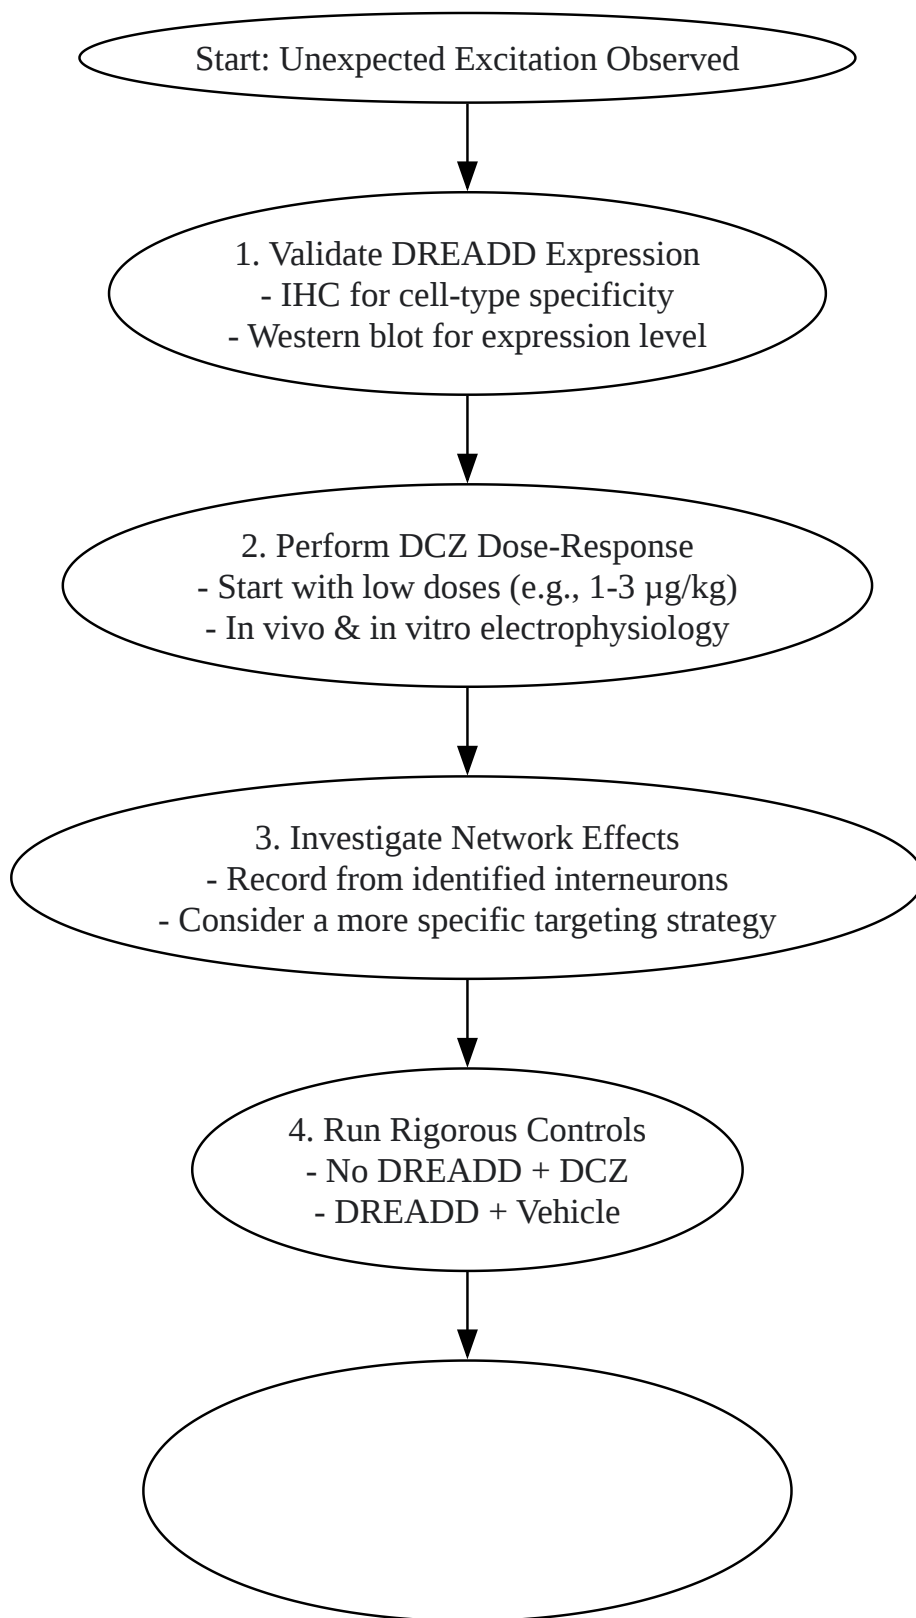 Start: Unexpected Excitation Observed
1. Validate DREADD Expression
- IHC for cell-type specificity
- Western blot for expression level
2. Perform DCZ Dose-Response
- Start with low doses (e.g., 1-3 µg/kg)
- In vivo & in vitro electrophysiology
3. Investigate Network Effects
- Record from identified interneurons
- Consider a more specific targeting strategy
4. Run Rigorous Controls
- No DREADD + DCZ
- DREADD + Vehicle